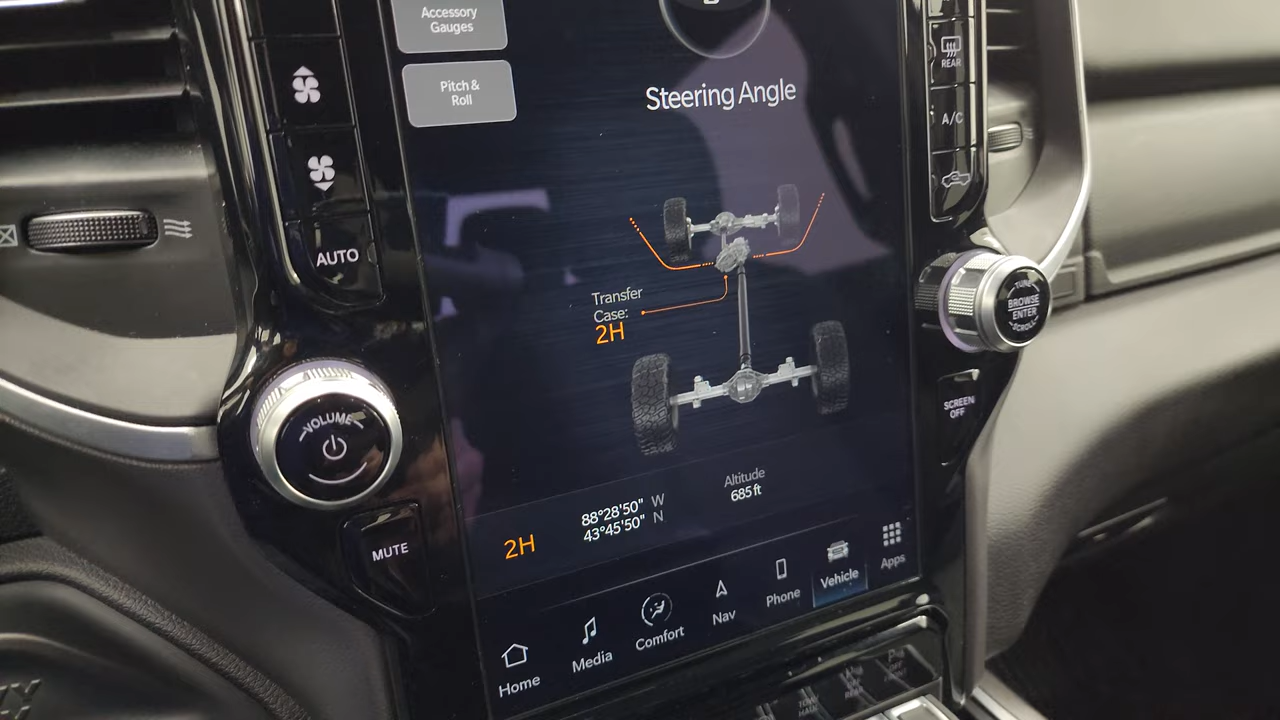 Accessory
Gauges
Pitch &
Roll
Steering Angle
REAR
A/C
AUTO
Transfer
Case:
2H
TUNE
BROWSE
ENTER
SCROLL
SCREEN
OFF
VOLUME
MUTE
Altitude
685 ft
88°28'50" W
43°45'50" N
2H
Home
Media
Comfort
Nav
Phone
Vehicle
Apps